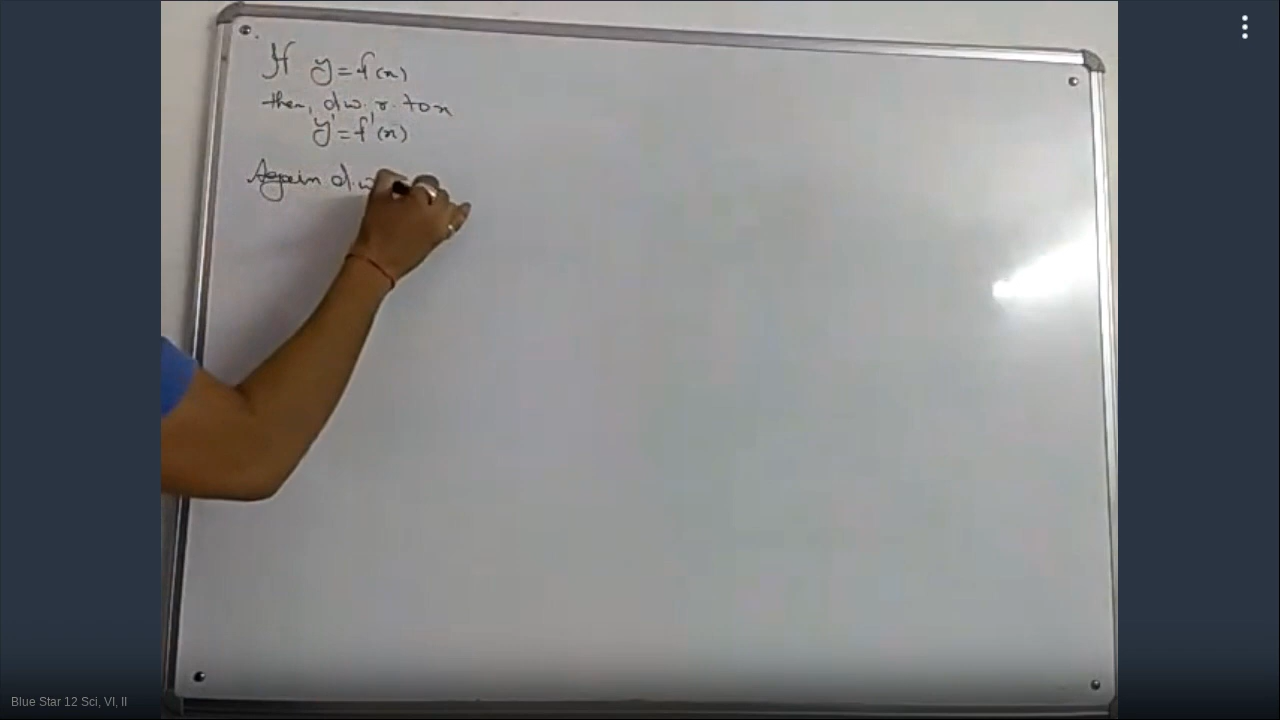 If y = f(x)
then, d.w. r. to x
y' = f'(x)
Again d.w
Blue Star 12 Sci, VI, II